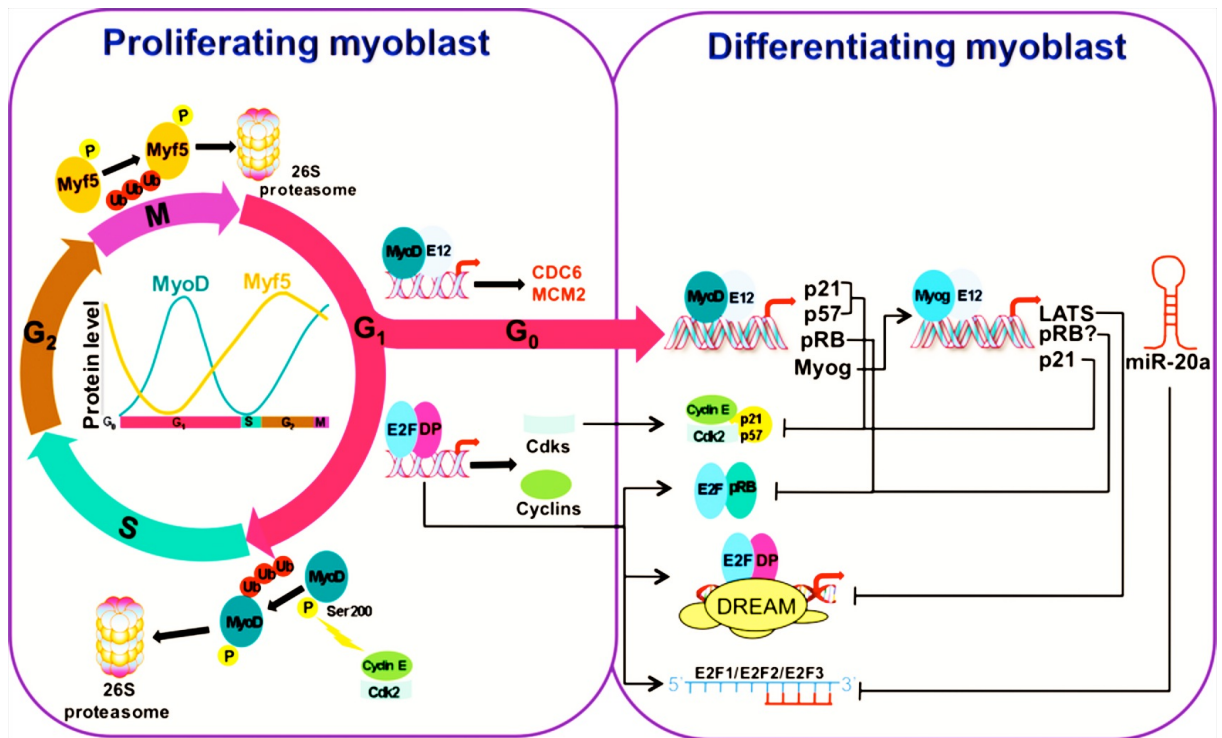 Proliferating myoblast
Differentiating myoblast
P
Myf5
P
Myf5
Ub Ub Ub
26S
proteasome
M
G₂
S
G₁
G₀
Protein level
MyoD
Myf5
G₀
G₁
S
G₂
M
MyoD E12
CDC6
MCM2
E2F DP
Cdks
Cyclins
Ub Ub Ub
MyoD
P
Ser200
MyoD
P
26S
proteasome
Cyclin E
Cdk2
MyoD E12
p21
p57
pRB
Myog
Myog E12
LATS
pRB?
p21
miR-20a
Cyclin E
Cdk2
p21
p57
E2F pRB
E2F DP
DREAM
E2F1/E2F2/E2F3
5' 3'